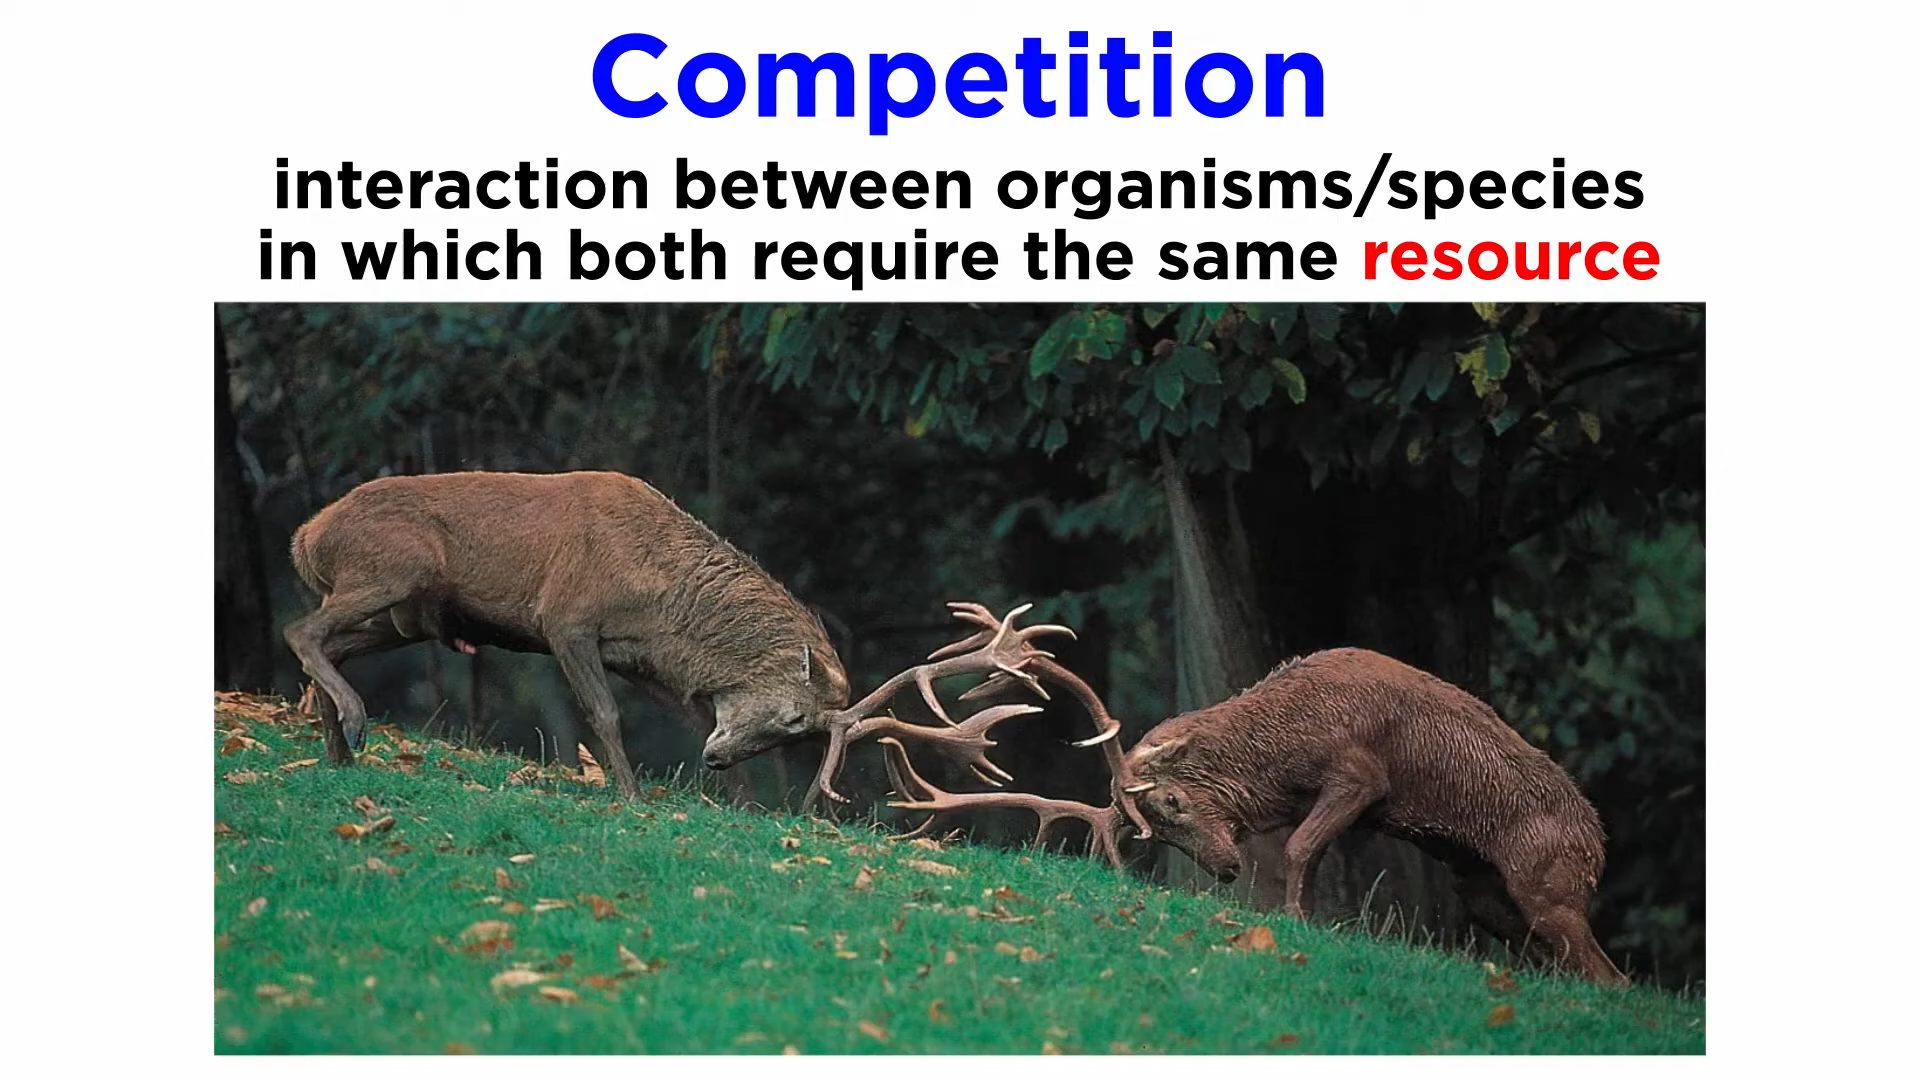 Competition
interaction between organisms/species
in which both require the same resource